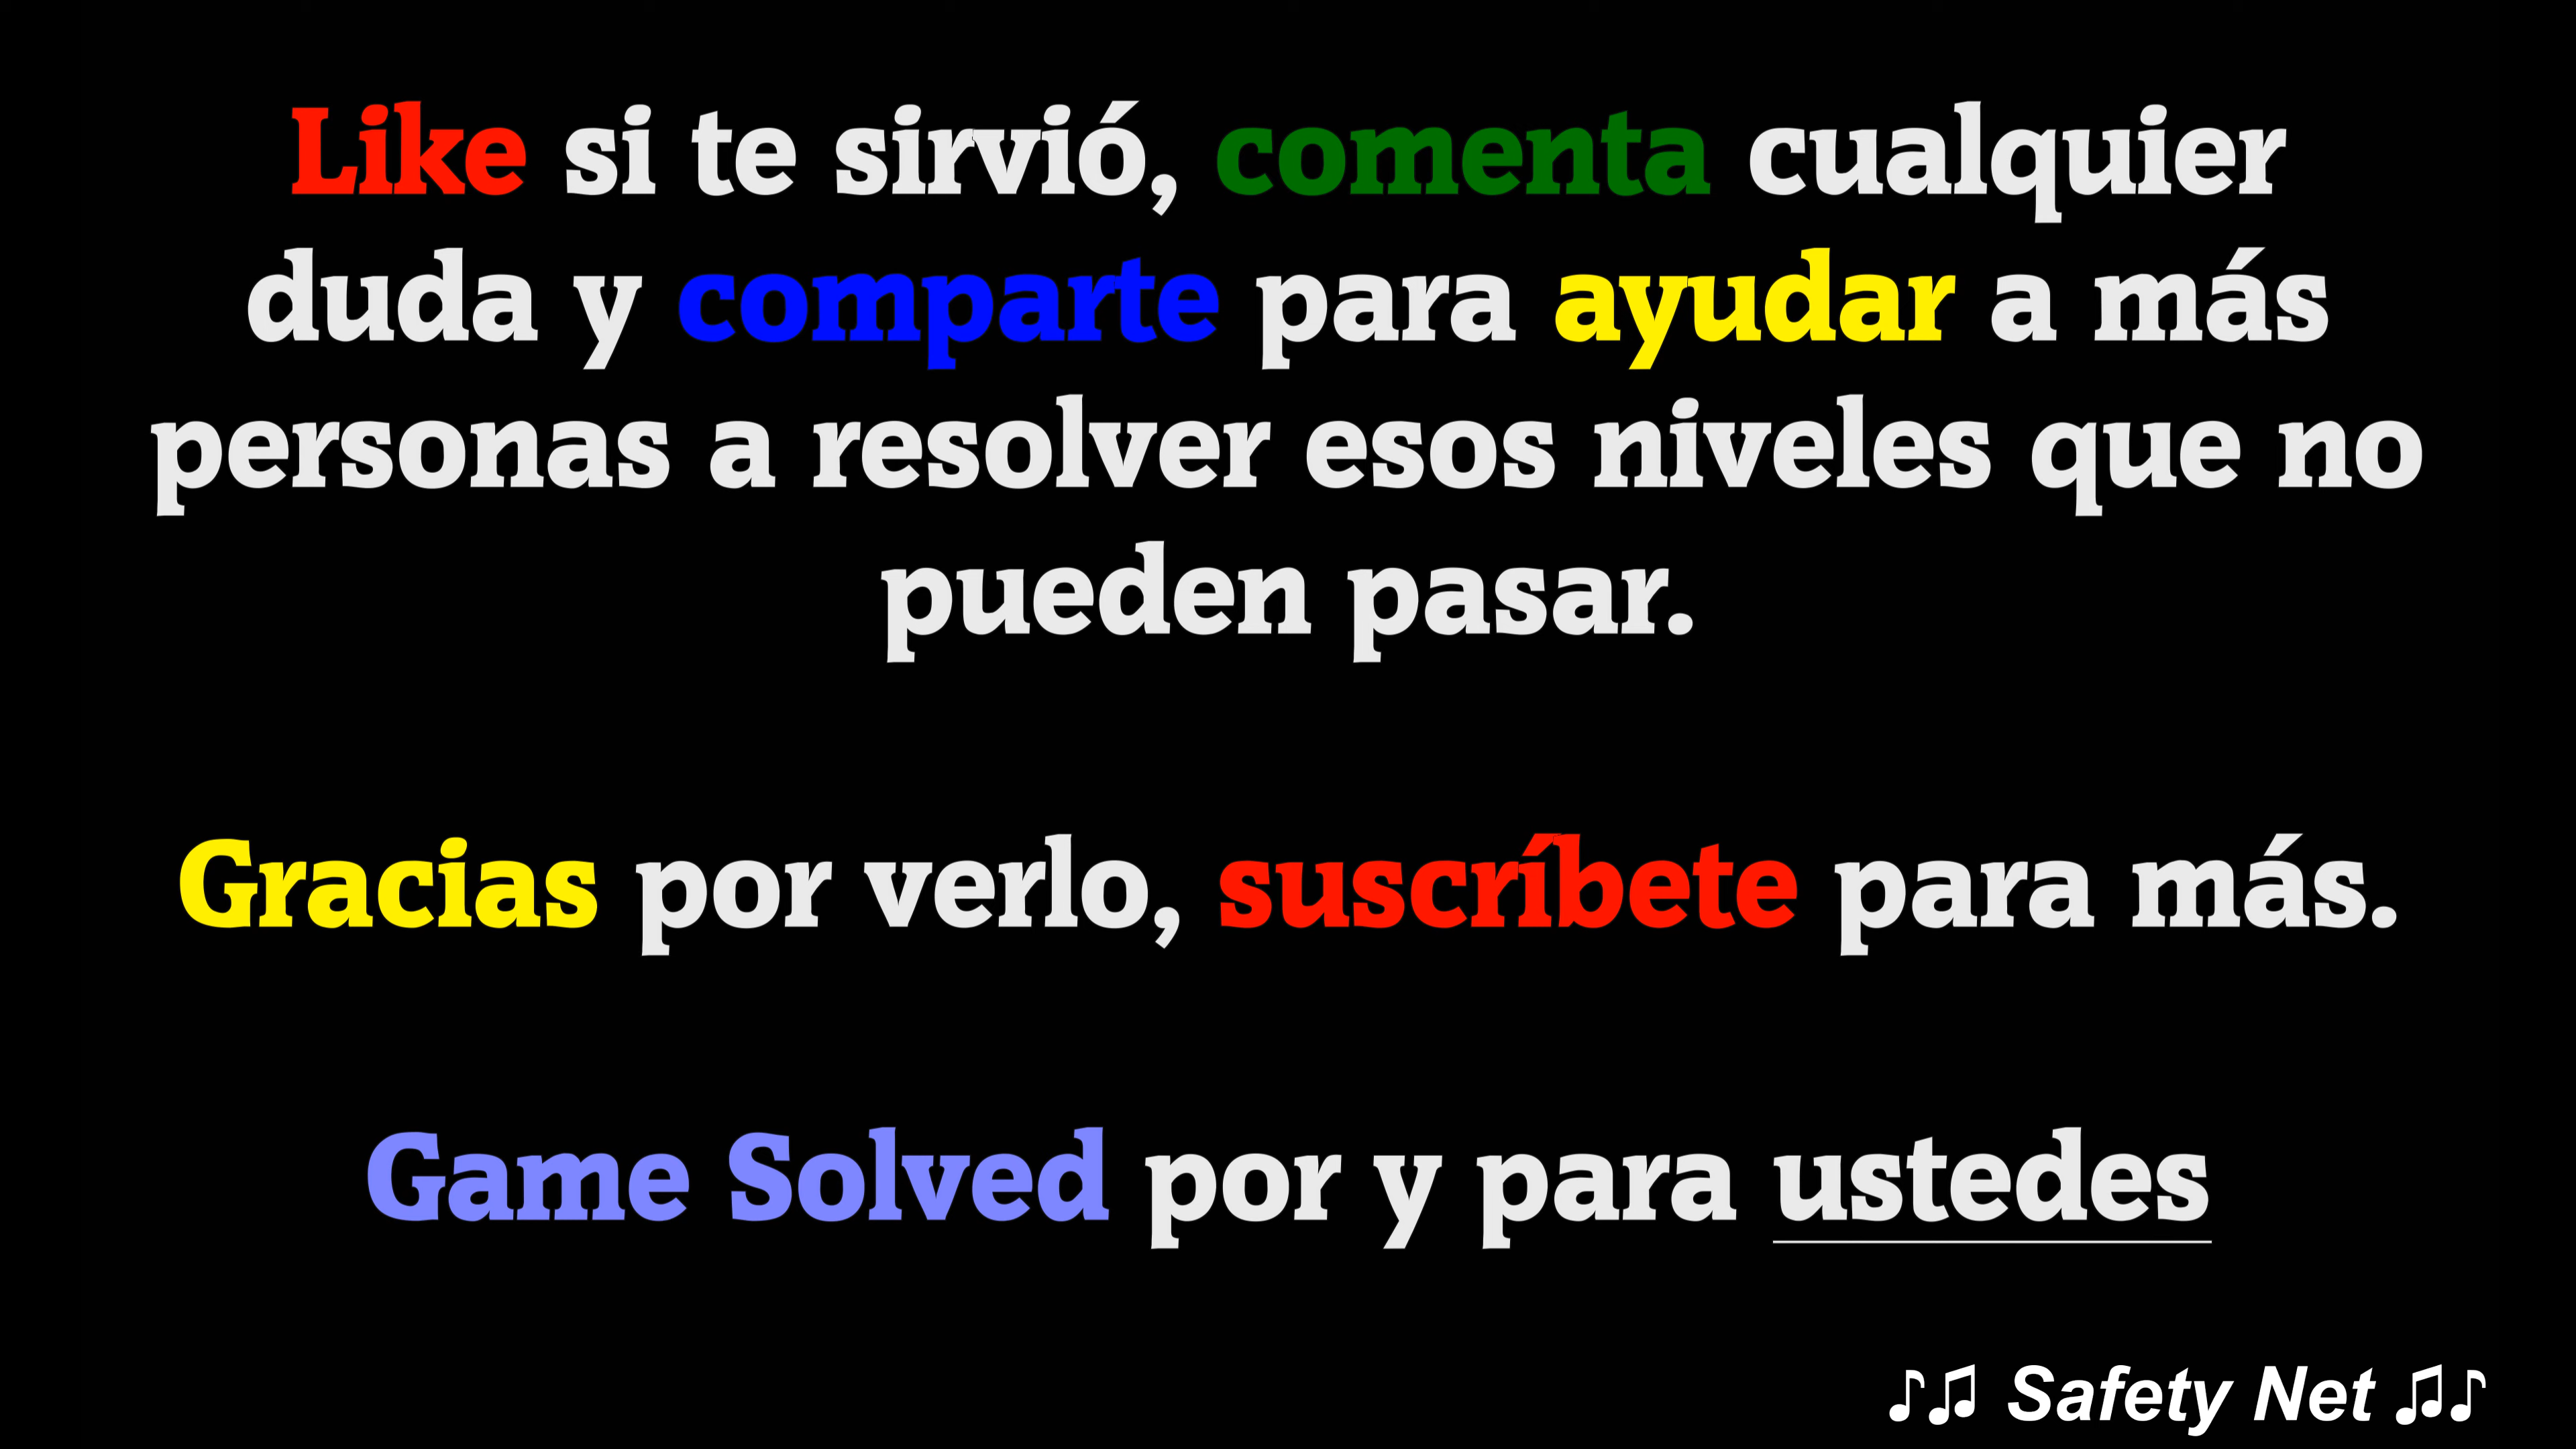 Like si te sirvió, comenta cualquier
duda y comparte para ayudar a más
personas a resolver esos niveles que no
pueden pasar.
Gracias por verlo, suscríbete para más.
Game Solved por y para ustedes
♪♫ Safety Net ♫♪